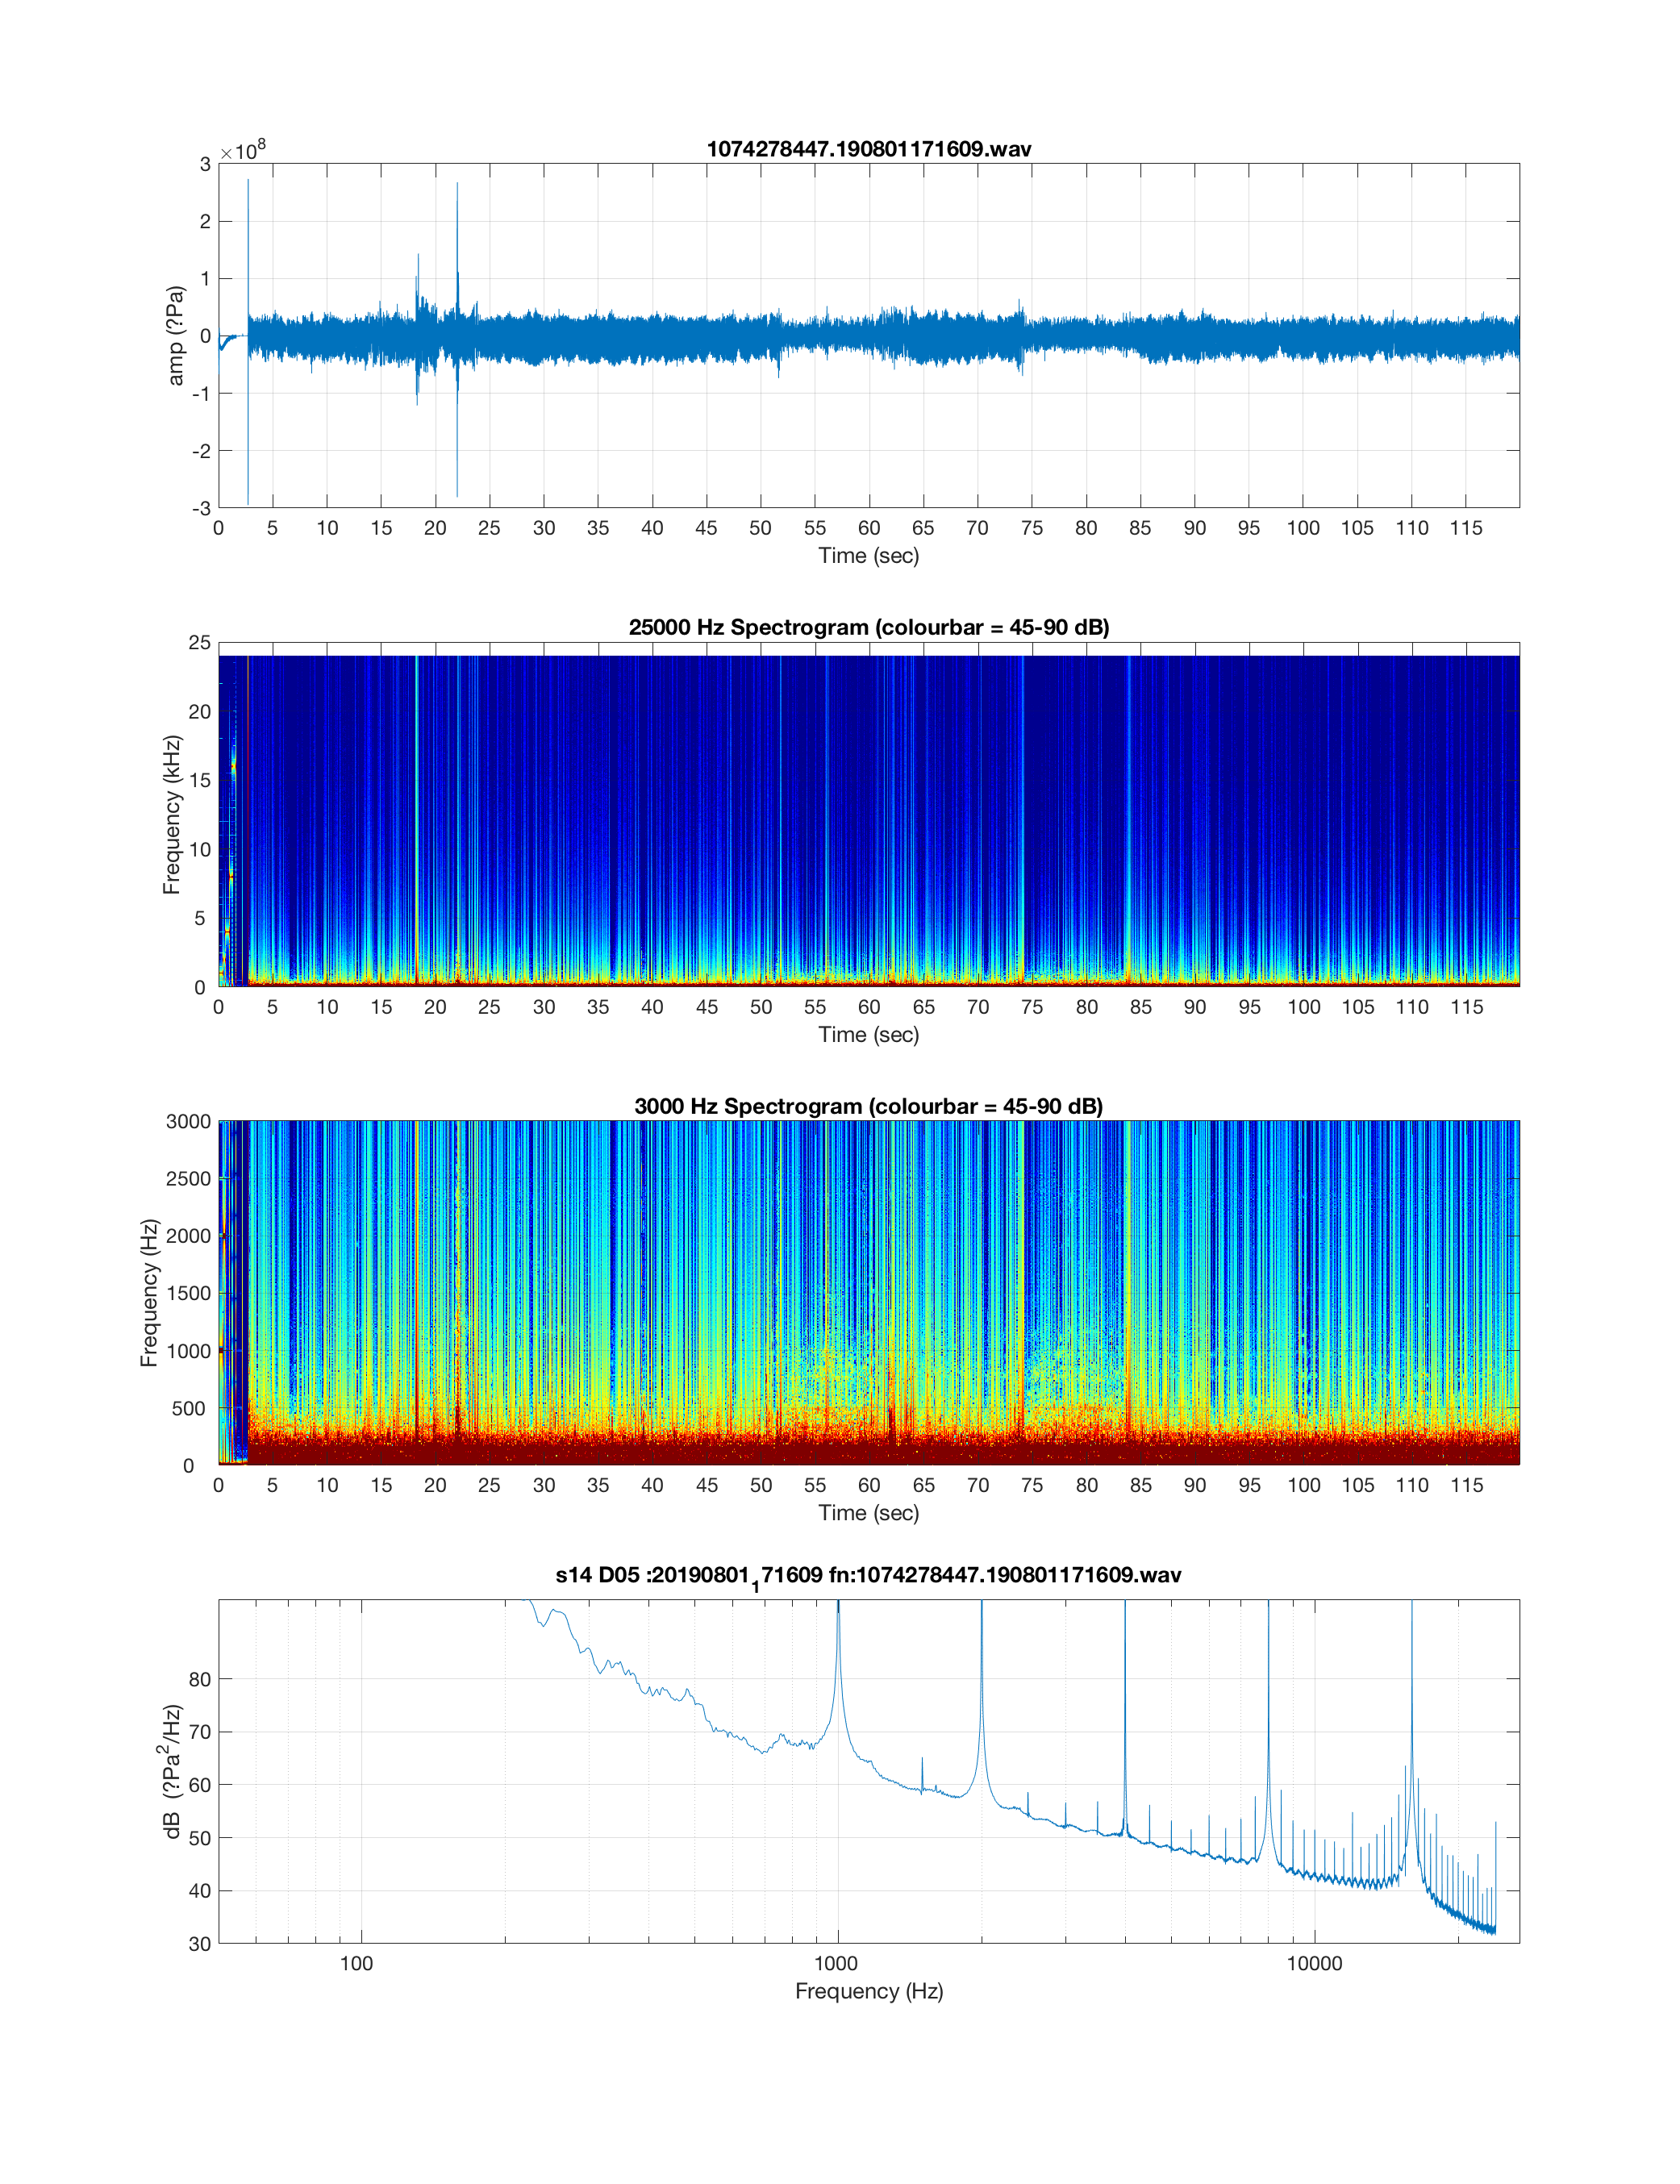 1074278447.190801171609.wav
×10^8
3
2
1
0
-1
-2
-3
amp (?Pa)
0 5 10 15 20 25 30 35 40 45 50 55 60 65 70 75 80 85 90 95 100 105 110 115
Time (sec)
25000 Hz Spectrogram (colourbar = 45-90 dB)
25
20
15
10
5
0
Frequency (kHz)
0 5 10 15 20 25 30 35 40 45 50 55 60 65 70 75 80 85 90 95 100 105 110 115
Time (sec)
3000 Hz Spectrogram (colourbar = 45-90 dB)
3000
2500
2000
1500
1000
500
0
Frequency (Hz)
0 5 10 15 20 25 30 35 40 45 50 55 60 65 70 75 80 85 90 95 100 105 110 115
Time (sec)
s14 D05 :20190801_171609 fn:1074278447.190801171609.wav
80
70
60
50
40
30
dB (?Pa²/Hz)
100 1000 10000
Frequency (Hz)